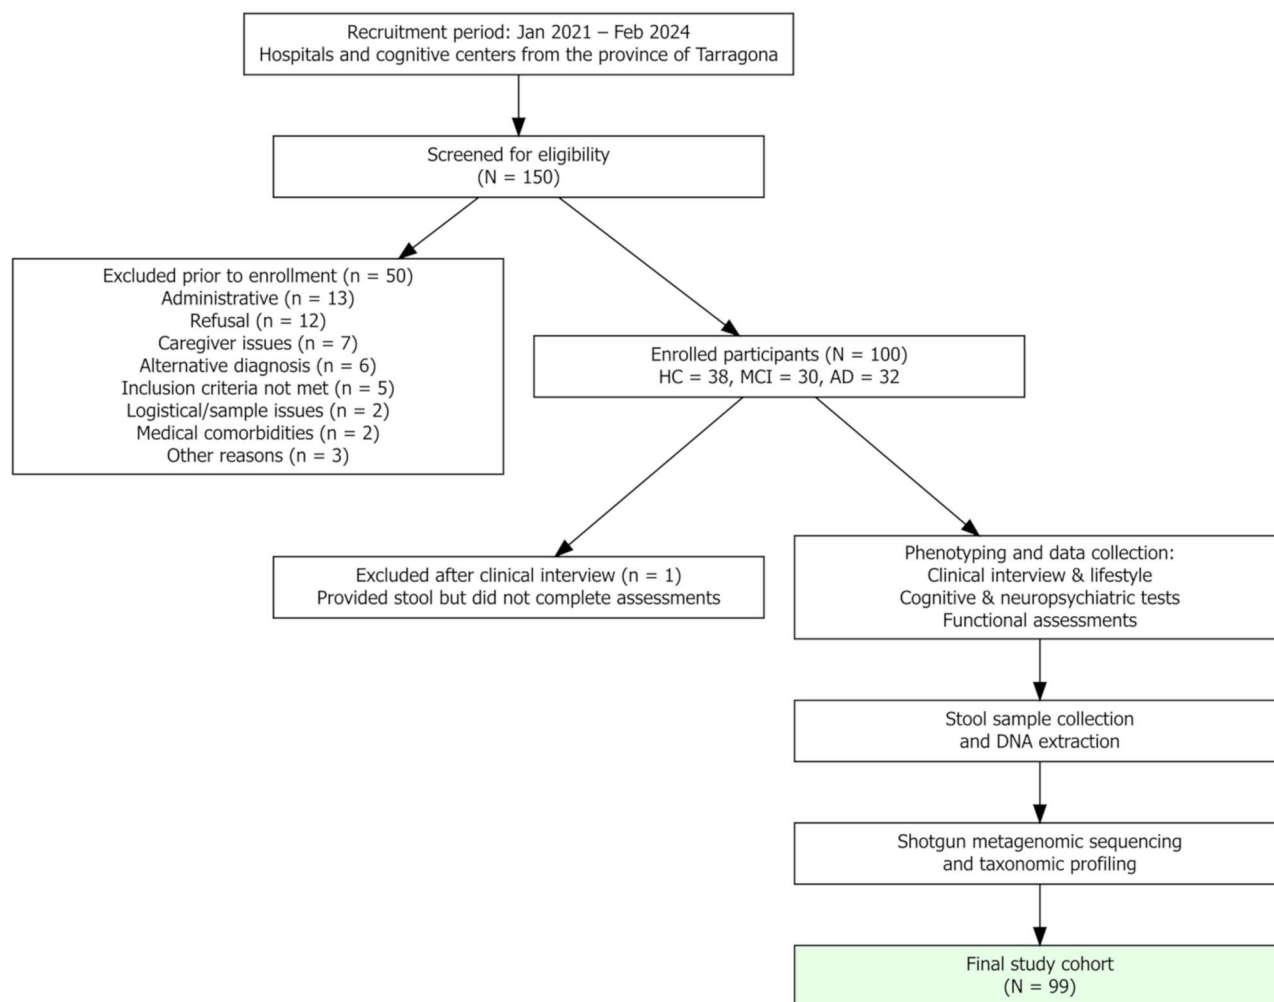 Recruitment period: Jan 2021 – Feb 2024
Hospitals and cognitive centers from the province of Tarragona
Screened for eligibility
(N = 150)
Excluded prior to enrollment (n = 50)
Administrative (n = 13)
Refusal (n = 12)
Caregiver issues (n = 7)
Alternative diagnosis (n = 6)
Inclusion criteria not met (n = 5)
Logistical/sample issues (n = 2)
Medical comorbidities (n = 2)
Other reasons (n = 3)
Enrolled participants (N = 100)
HC = 38, MCI = 30, AD = 32
Excluded after clinical interview (n = 1)
Provided stool but did not complete assessments
Phenotyping and data collection:
Clinical interview & lifestyle
Cognitive & neuropsychiatric tests
Functional assessments
Stool sample collection
and DNA extraction
Shotgun metagenomic sequencing
and taxonomic profiling
Final study cohort
(N = 99)